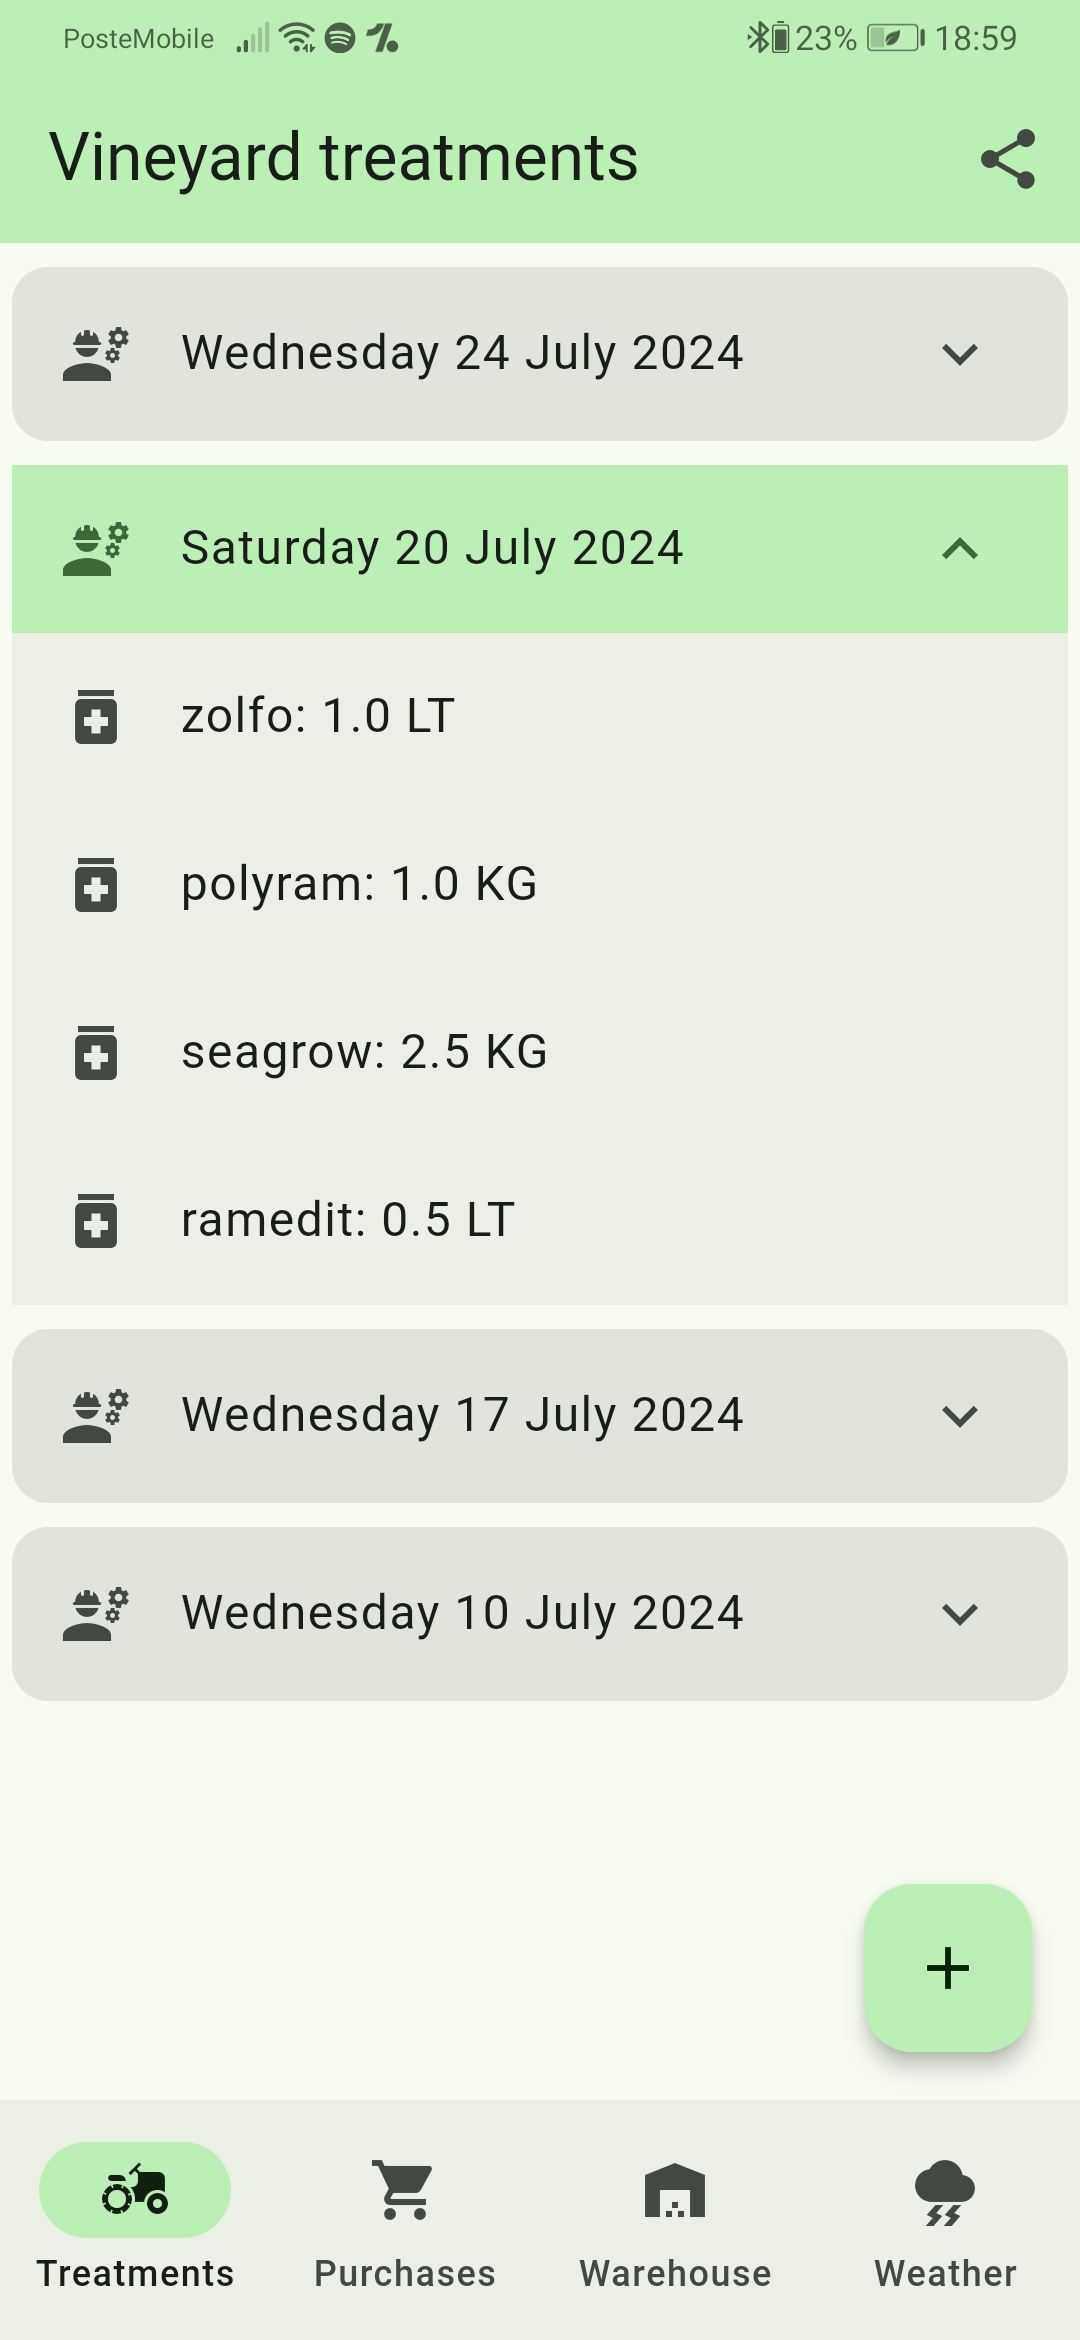 PosteMobile 23% 18:59
Vineyard treatments
Wednesday 24 July 2024
Saturday 20 July 2024
zolfo: 1.0 LT
polyram: 1.0 KG
seagrow: 2.5 KG
ramedit: 0.5 LT
Wednesday 17 July 2024
Wednesday 10 July 2024
Treatments Purchases Warehouse Weather